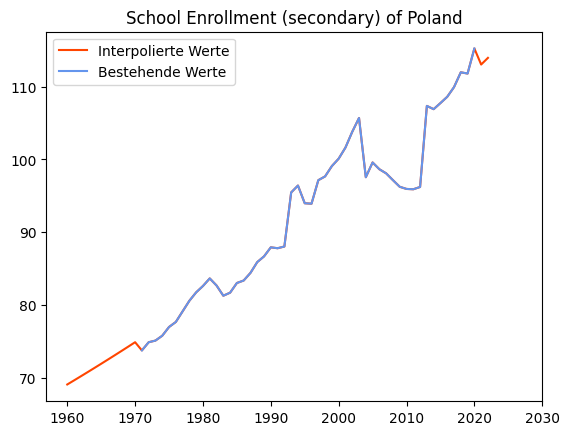 School Enrollment (secondary) of Poland
Interpolierte Werte
Bestehende Werte
110
100
90
80
70
1960 1970 1980 1990 2000 2010 2020 2030